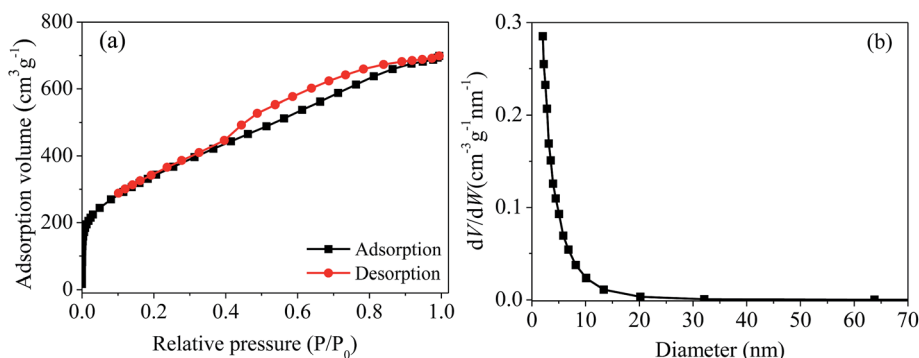 (a)
Adsorption volume (cm³ g⁻¹)
800
600
400
200
0
Adsorption
Desorption
0.0 0.2 0.4 0.6 0.8 1.0
Relative pressure (P/P₀)
(b)
dV/dW(cm⁻³g⁻¹nm⁻¹)
0.3
0.2
0.1
0.0
0 10 20 30 40 50 60 70
Diameter (nm)